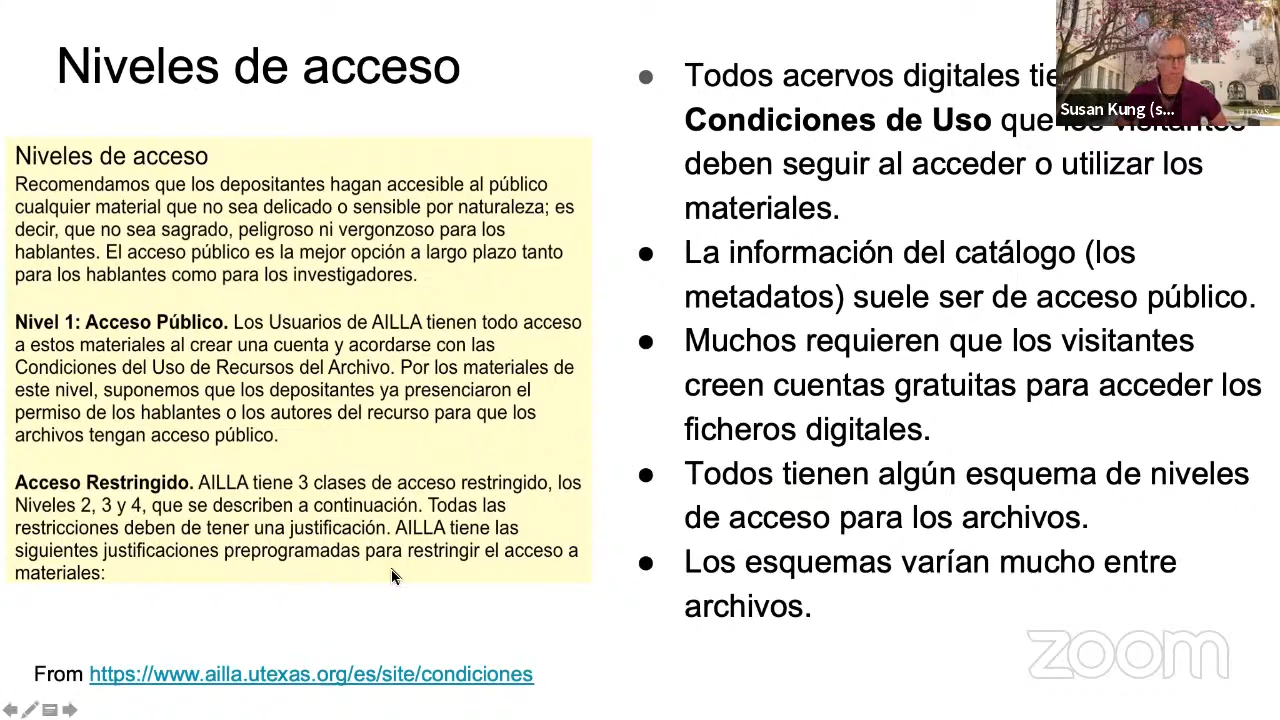 Niveles de acceso
Niveles de acceso
Recomendamos que los depositantes hagan accesible al público
cualquier material que no sea delicado o sensible por naturaleza; es
decir, que no sea sagrado, peligroso ni vergonzoso para los
hablantes. El acceso público es la mejor opción a largo plazo tanto
para los hablantes como para los investigadores.
Nivel 1: Acceso Público. Los Usuarios de AILLA tienen todo acceso
a estos materiales al crear una cuenta y acordarse con las
Condiciones del Uso de Recursos del Archivo. Por los materiales de
este nivel, suponemos que los depositantes ya presenciaron el
permiso de los hablantes o los autores del recurso para que los
archivos tengan acceso público.
Acceso Restringido. AILLA tiene 3 clases de acceso restringido, los
Niveles 2, 3 y 4, que se describen a continuación. Todas las
restricciones deben de tener una justificación. AILLA tiene las
siguientes justificaciones preprogramadas para restringir el acceso a
materiales:
From https://www.ailla.utexas.org/es/site/condiciones
● Todos acervos digitales
Condiciones de Uso que los visitantes
deben seguir al acceder o utilizar los
materiales.
● La información del catálogo (los
metadatos) suele ser de acceso público.
● Muchos requieren que los visitantes
creen cuentas gratuitas para acceder los
ficheros digitales.
● Todos tienen algún esquema de niveles
de acceso para los archivos.
● Los esquemas varían mucho entre
archivos.
Susan Kung (s...
TEXAS
zoom